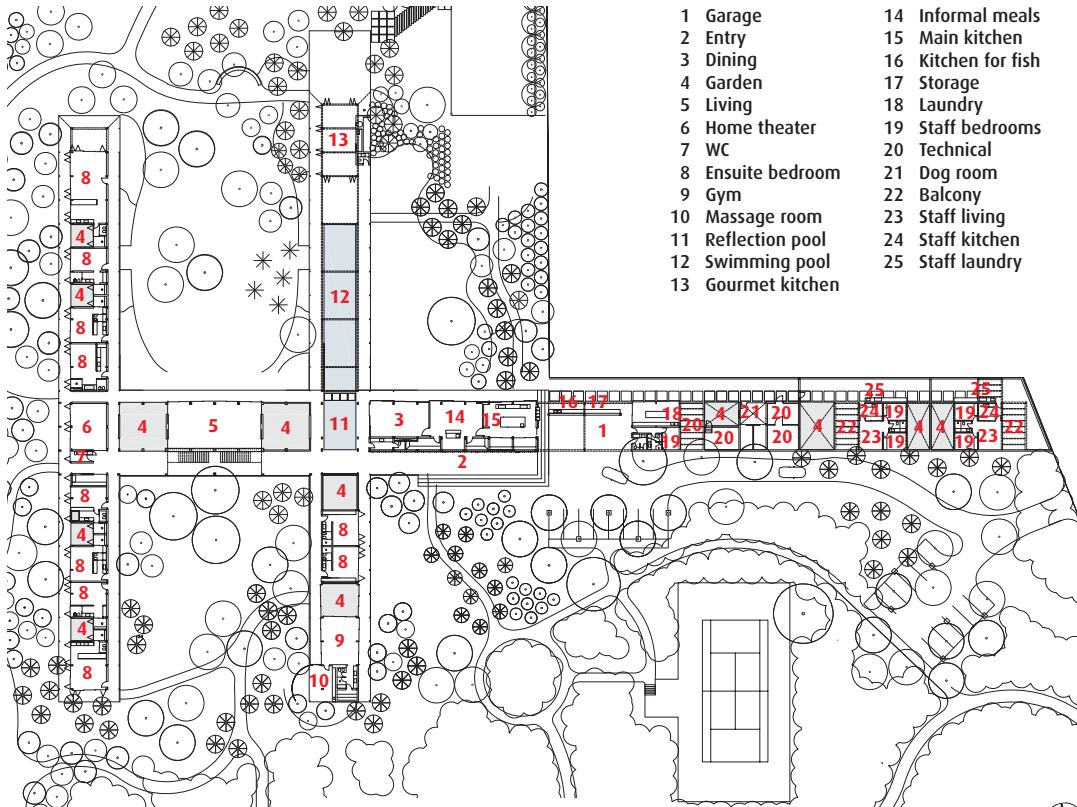 1 Garage
2 Entry
3 Dining
4 Garden
5 Living
6 Home theater
7 WC
8 Ensuite bedroom
9 Gym
10 Massage room
11 Reflection pool
12 Swimming pool
13 Gourmet kitchen
14 Informal meals
15 Main kitchen
16 Kitchen for fish
17 Storage
18 Laundry
19 Staff bedrooms
20 Technical
21 Dog room
22 Balcony
23 Staff living
24 Staff kitchen
25 Staff laundry
13
8
4
8
4
12
8
8
25
25
16
17
6
4
5
4
11
3
14
15
1
18
4
21
20
24
19
19
24
20
20
20
4
22
23
4
4
23
22
19
19
19
7
2
8
4
4
8
8
8
8
4
4
9
8
10